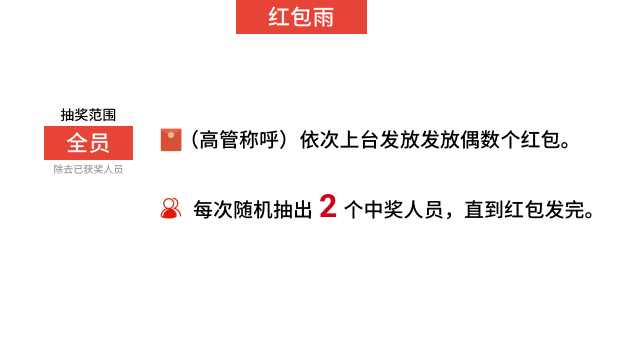 红包雨
抽奖范围
全员
除去已获奖人员
（高管称呼）依次上台发放发放偶数个红包。
每次随机抽出 2 个中奖人员，直到红包发完。